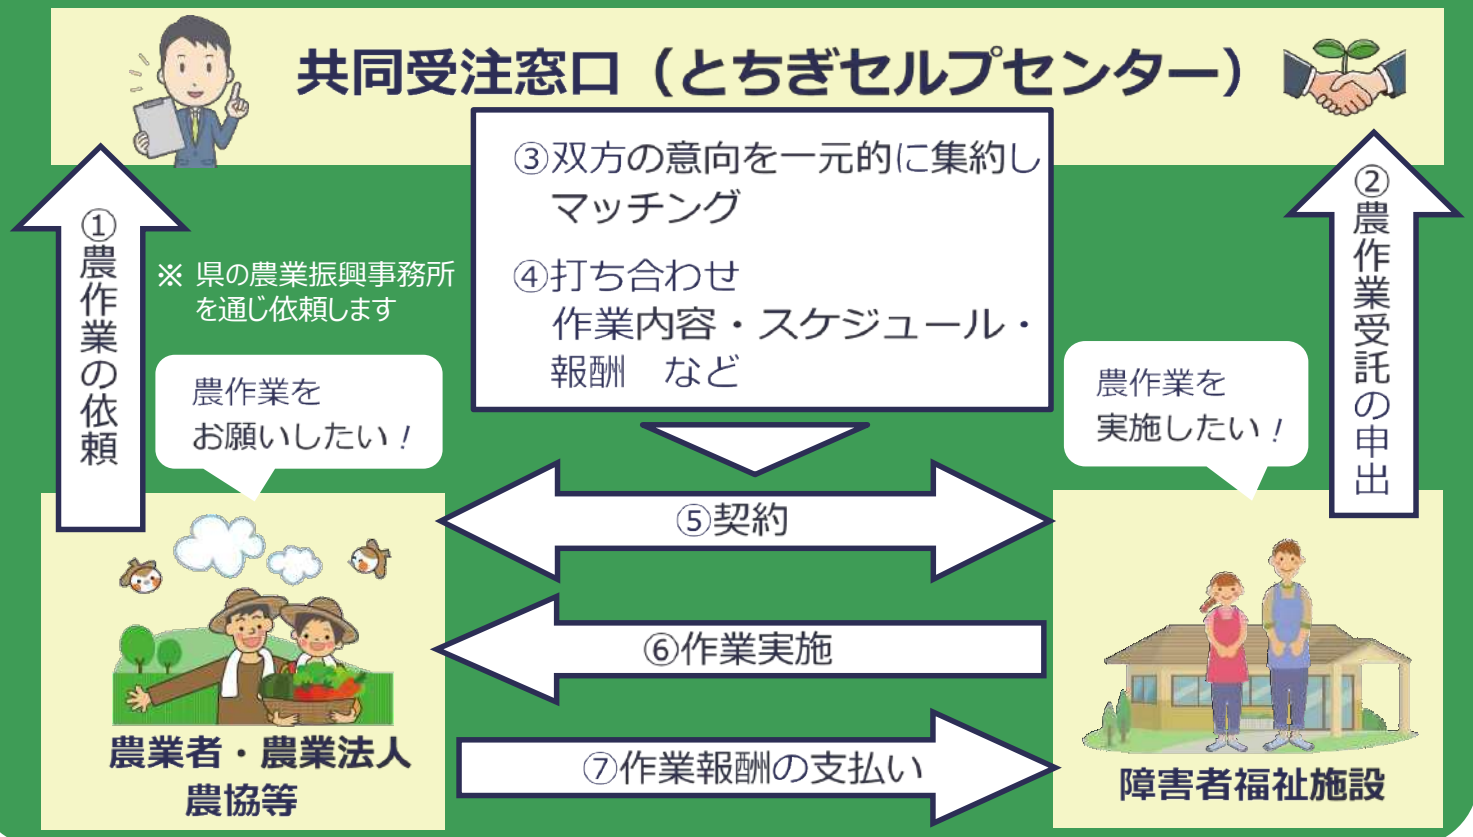 共同受注窓口（とちぎセルプセンター）
①農作業の依頼
※ 県の農業振興事務所
を通じ依頼します
③双方の意向を一元的に集約し
マッチング
④打ち合わせ
作業内容・スケジュール・
報酬　など
②農作業受託の申出
農作業を
お願いしたい！
農作業を
実施したい！
⑤契約
⑥作業実施
⑦作業報酬の支払い
農業者・農業法人
農協等
障害者福祉施設